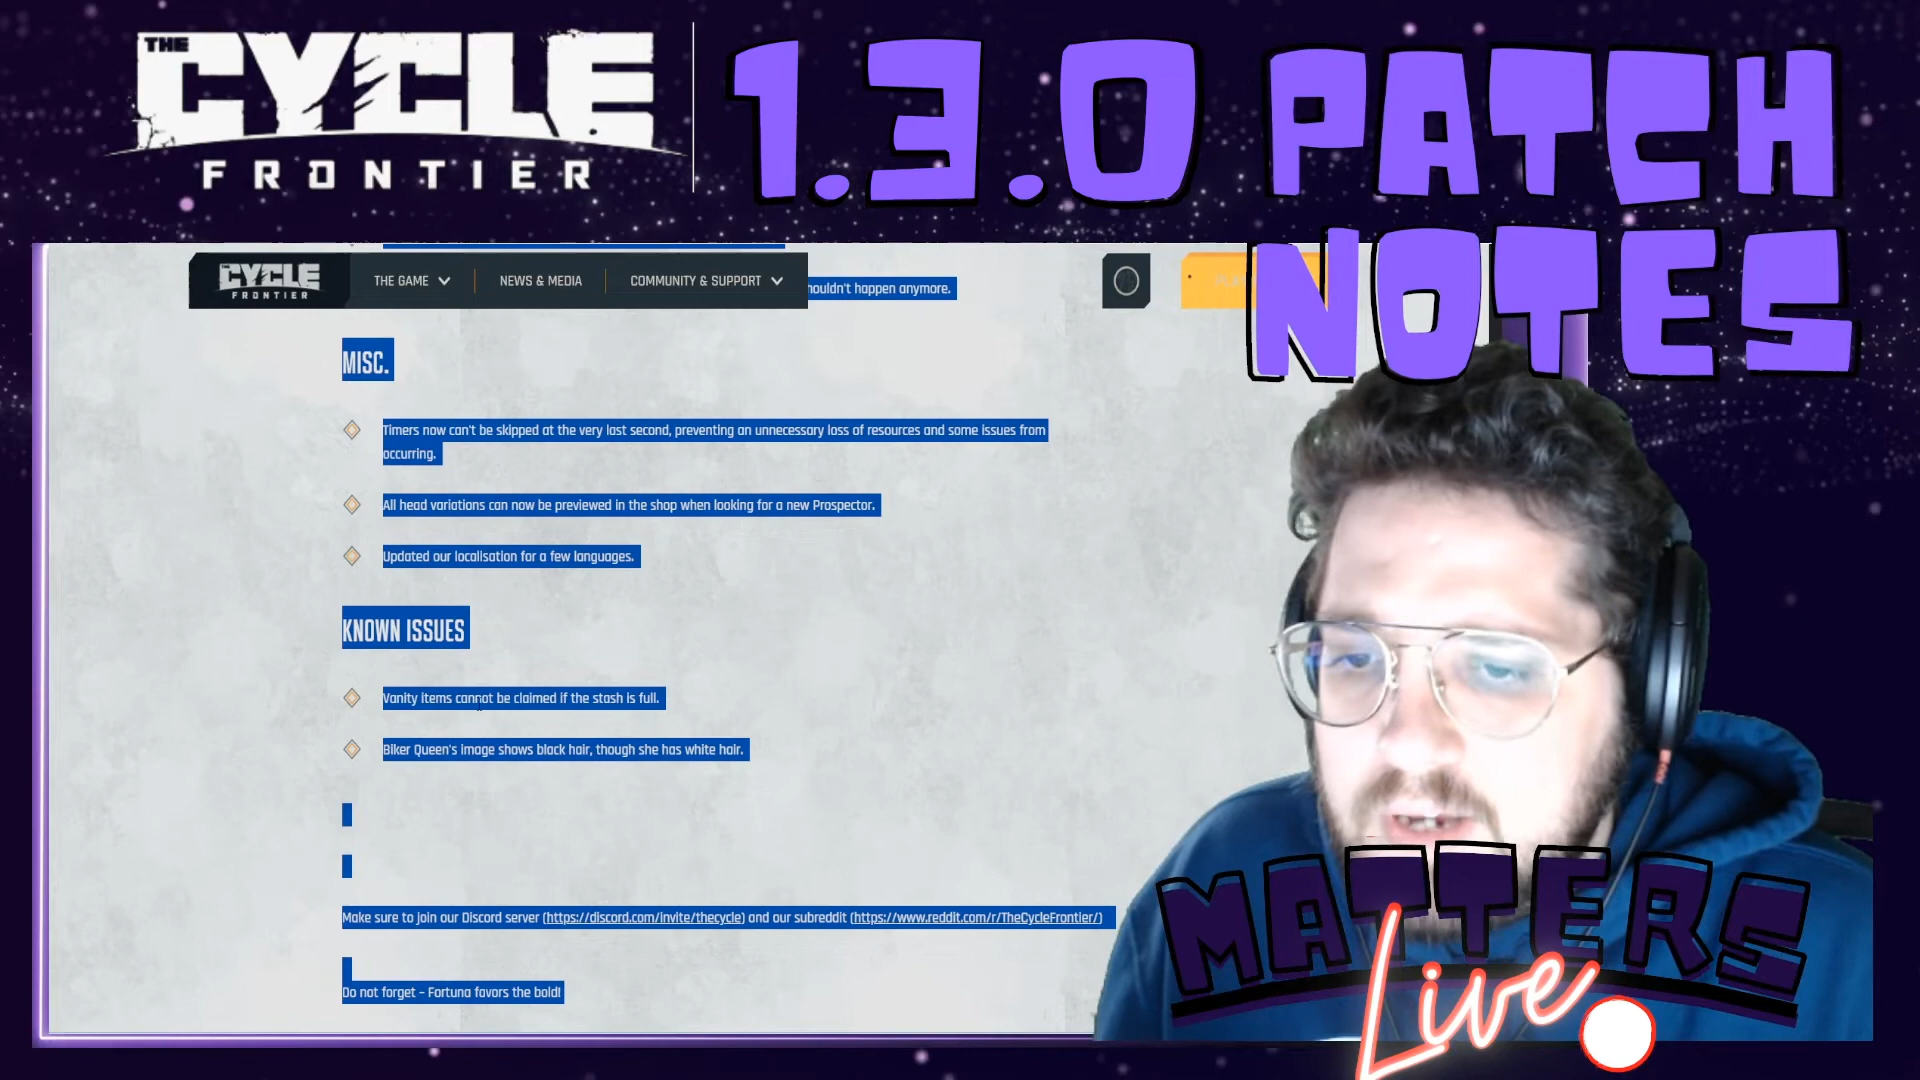 THE
CYCLE
FRONTIER
1.3.0 PATCH
NOTES
CYCLE
FRONTIER
THE GAME
NEWS & MEDIA
COMMUNITY & SUPPORT
houldn't happen anymore.
MISC.
Timers now can't be skipped at the very last second, preventing an unnecessary loss of resources and some issues from
occurring.
All head variations can now be previewed in the shop when looking for a new Prospector.
Updated our localisation for a few languages.
KNOWN ISSUES
Vanity items cannot be claimed if the stash is full.
Biker Queen's image shows black hair, though she has white hair.
Make sure to join our Discord server (https://discord.com/invite/thecycle) and our subreddit (https://www.reddit.com/r/TheCycleFrontier/)
Do not forget – Fortuna favors the bold!
MATTERS
Live